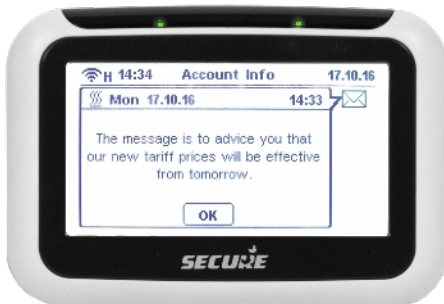 H 14:34 Account Info 17.10.16
Mon 17.10.16 14:33
The message is to advice you that
our new tariff prices will be effective
from tomorrow.
OK
SECURE